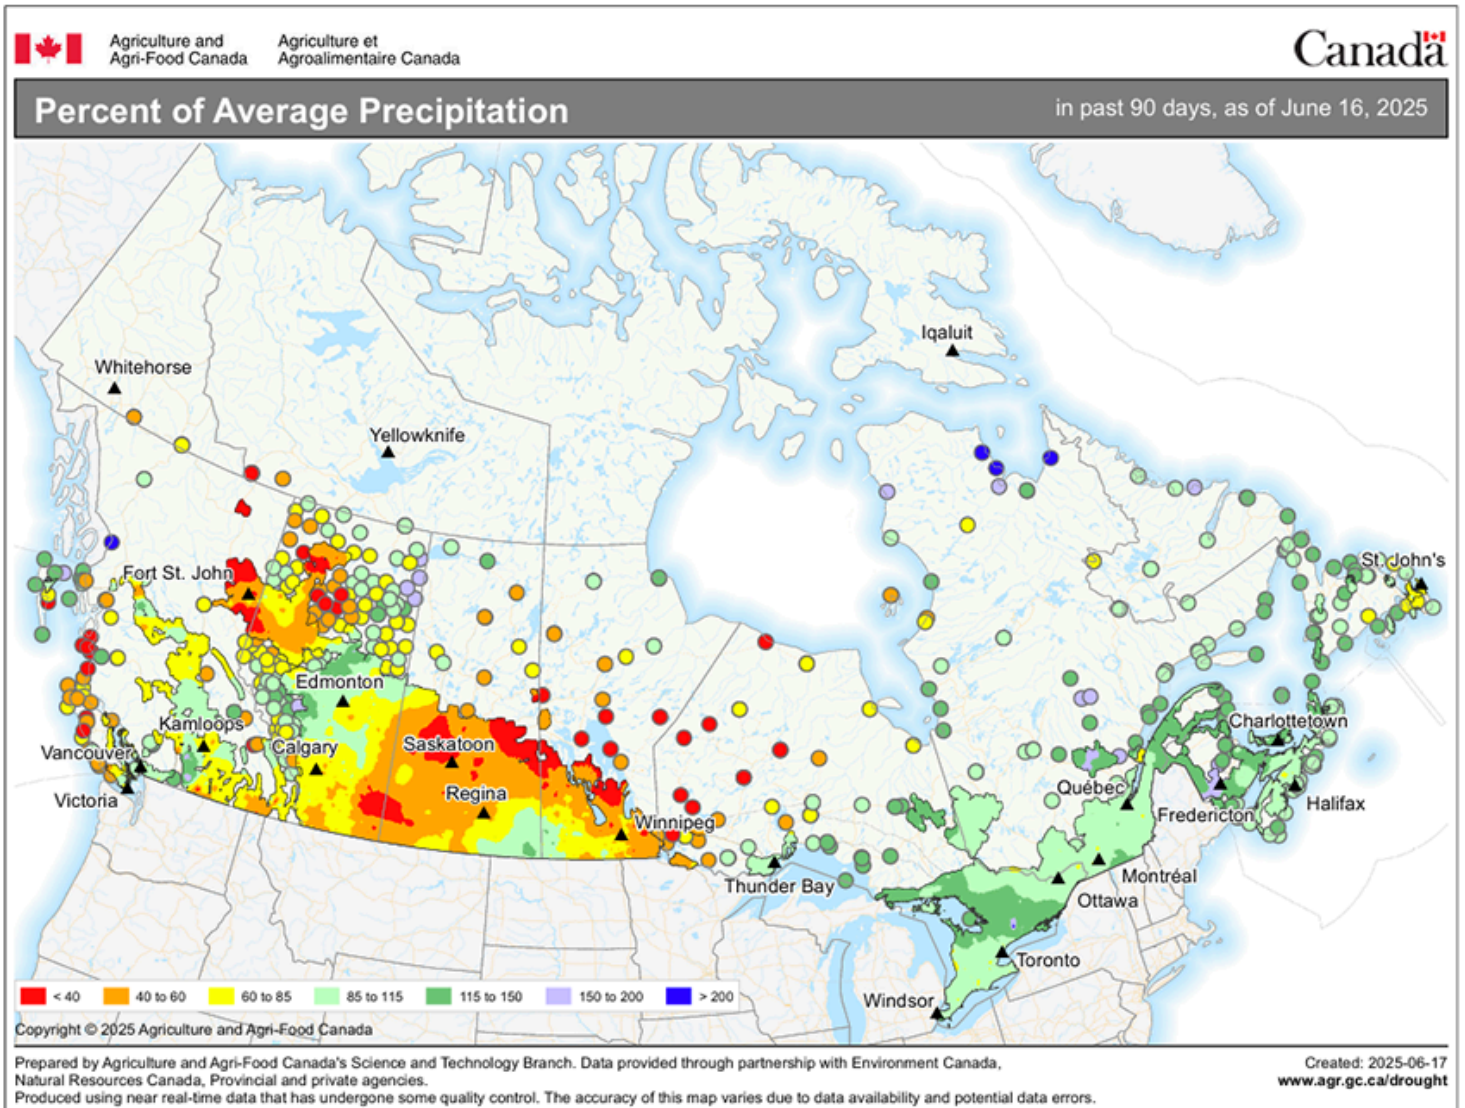 Agriculture and
Agri-Food Canada
Agriculture et
Agroalimentaire Canada
Canada
Percent of Average Precipitation
in past 90 days, as of June 16, 2025
Iqaluit
Whitehorse
Yellowknife
St. John's
Fort St. John
Edmonton
Charlottetown
Kamloops
Calgary
Saskatoon
Vancouver
Québec
Regina
Victoria
Halifax
Fredericton
Winnipeg
Montréal
Thunder Bay
Ottawa
Toronto
Windsor
< 40
40 to 60
60 to 85
85 to 115
115 to 150
150 to 200
> 200
Copyright © 2025 Agriculture and Agri-Food Canada
Prepared by Agriculture and Agri-Food Canada's Science and Technology Branch. Data provided through partnership with Environment Canada,
Natural Resources Canada, Provincial and private agencies.
Produced using near real-time data that has undergone some quality control. The accuracy of this map varies due to data availability and potential data errors.
Created: 2025-06-17
www.agr.gc.ca/drought